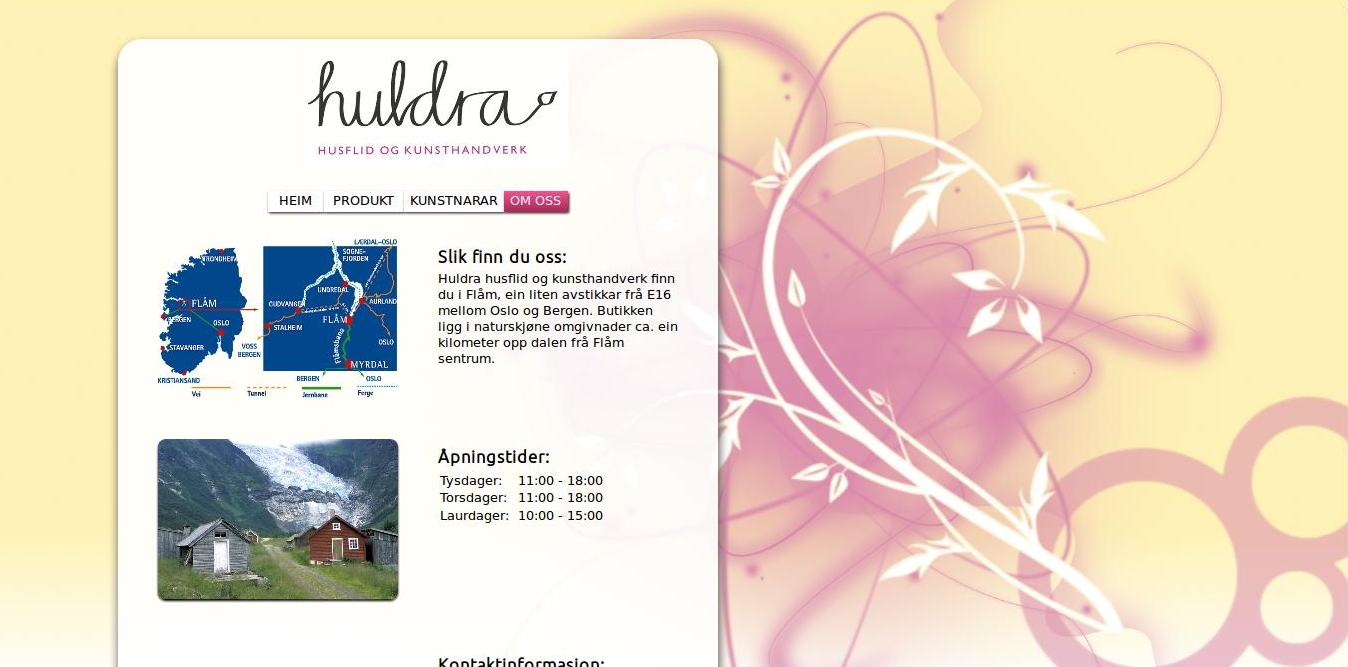 huldra
HUSFLID OG KUNSTHANDVERK
HEIM PRODUKT KUNSTNARAR OM OSS
LÆRDAL-OSLO
SOGNE-
FJORDEN
TRONDHEIM
UNDREDAL
GUDVANGEN
AURLAND
FLÅM
BERGEN
OSLO
FLÅM
STALHEIM
Flåmsbana
OSLO
STAVANGER
VOSS
BERGEN
MYRDAL
KRISTIANSAND
BERGEN
OSLO
Vei Tunnel Jernbane Ferge
Slik finn du oss:
Huldra husflid og kunsthandverk finn
du i Flåm, ein liten avstikkar frå E16
mellom Oslo og Bergen. Butikken
ligg i naturskjøne omgivnader ca. ein
kilometer opp dalen frå Flåm
sentrum.
Åpningstider:
Tysdager: 11:00 - 18:00
Torsdager: 11:00 - 18:00
Laurdager: 10:00 - 15:00
Kontaktinformasjon: